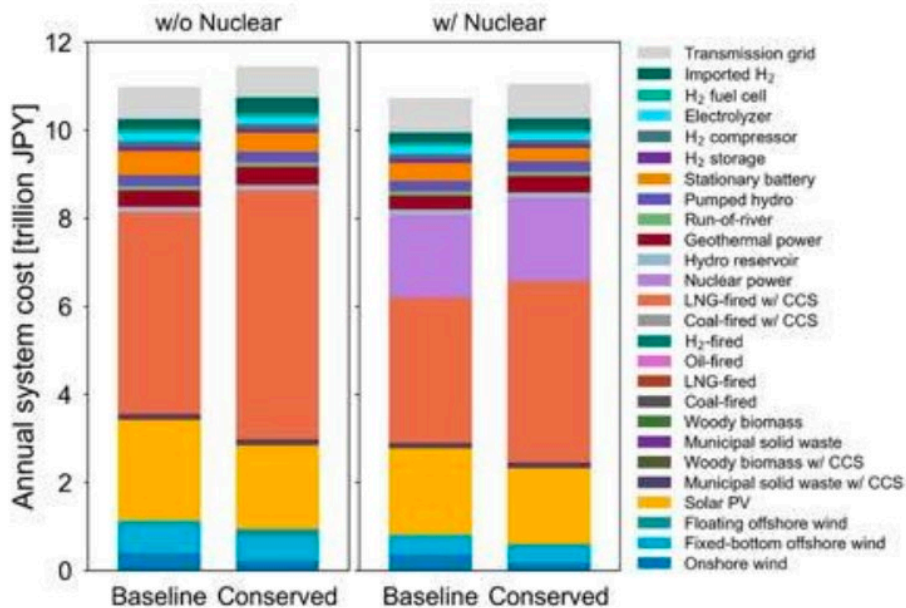 w/o Nuclear
w/ Nuclear
Annual system cost [trillion JPY]
12
10
8
6
4
2
0
Baseline Conserved
Baseline Conserved
Transmission grid
Imported H₂
H₂ fuel cell
Electrolyzer
H₂ compressor
H₂ storage
Stationary battery
Pumped hydro
Run-of-river
Geothermal power
Hydro reservoir
Nuclear power
LNG-fired w/ CCS
Coal-fired w/ CCS
H₂-fired
Oil-fired
LNG-fired
Coal-fired
Woody biomass
Municipal solid waste
Woody biomass w/ CCS
Municipal solid waste w/ CCS
Solar PV
Floating offshore wind
Fixed-bottom offshore wind
Onshore wind